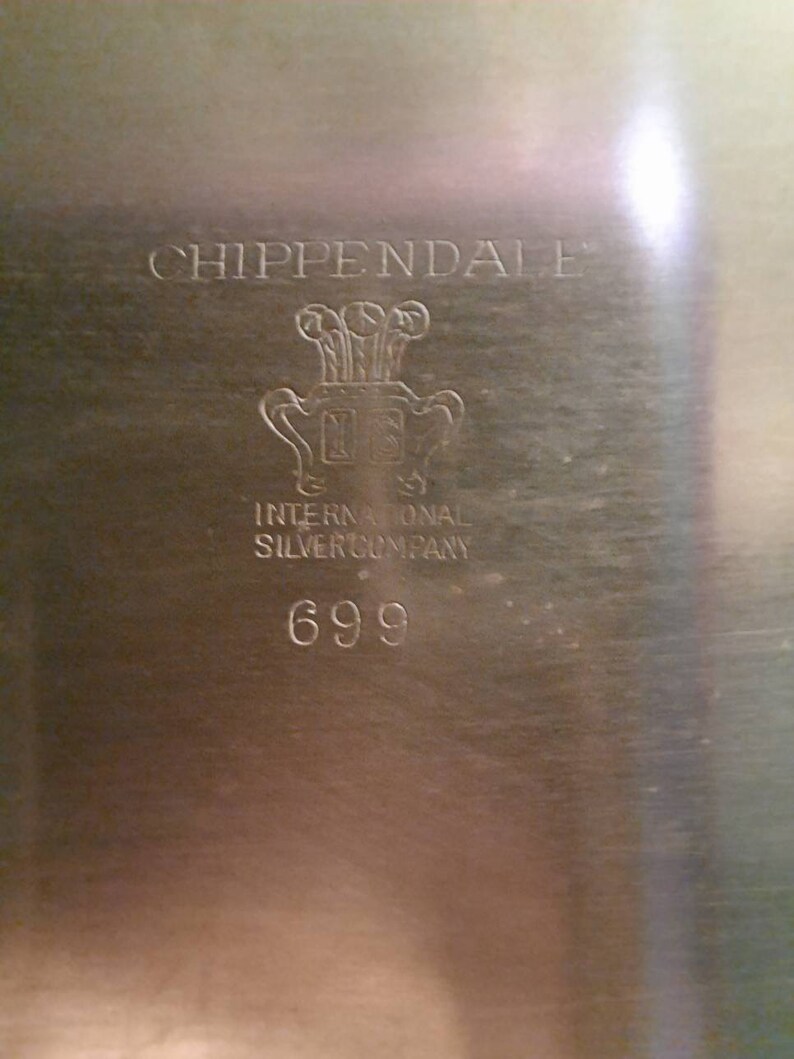 CHIPPENDALE
I S
INTERNATIONAL
SILVER COMPANY
699